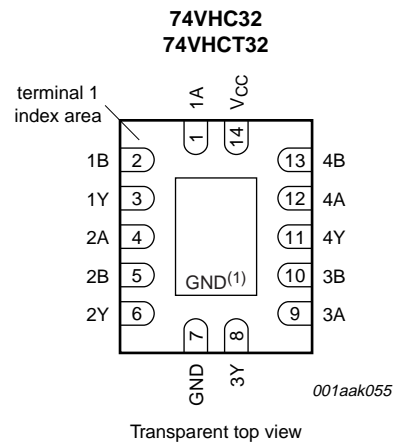 74VHC32
74VHCT32
terminal 1
index area
1A
VCC
1
14
1B 2
13 4B
1Y 3
12 4A
2A 4
11 4Y
2B 5
10 3B
GND(1)
2Y 6
9 3A
7
8
GND
3Y
001aak055
Transparent top view